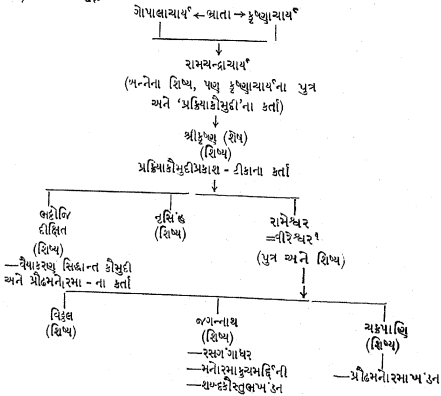 ગોપાલાચાર્ય ← ભ્રાતા → કૃષ્ણાચાર્ય
રામચન્દ્રાચાર્ય
(બન્નેના શિષ્ય, પણ કૃષ્ણાચાર્યના પુત્ર
અને ‘પ્રક્રિયાકૌમુદી’ના કર્તા)
શ્રીકૃષ્ણ (શેષ)
(શિષ્ય)
પ્રક્રિયાકૌમુદીપ્રકાશ - ટીકાના કર્તા
ભટ્ટોજિ
દીક્ષિત
(શિષ્ય)
—વૈયાકરણ સિદ્ધાન્ત કૌમુદી
અને પ્રૌઢમનોરમા - ના કર્તા
નૃસિંહ
(શિષ્ય)
રામેશ્વર
=વીરેશ્વર¹
(પુત્ર અને શિષ્ય)
વિઠ્ઠલ
(શિષ્ય)
જગન્નાથ
(શિષ્ય)
—રસગંગાધર
—મનોરમાકુચમર્દિની
—શબ્દકૌસ્તુભખંડન
ચક્રપાણિ
(શિષ્ય)
—પ્રૌઢમનોરમાખંડન